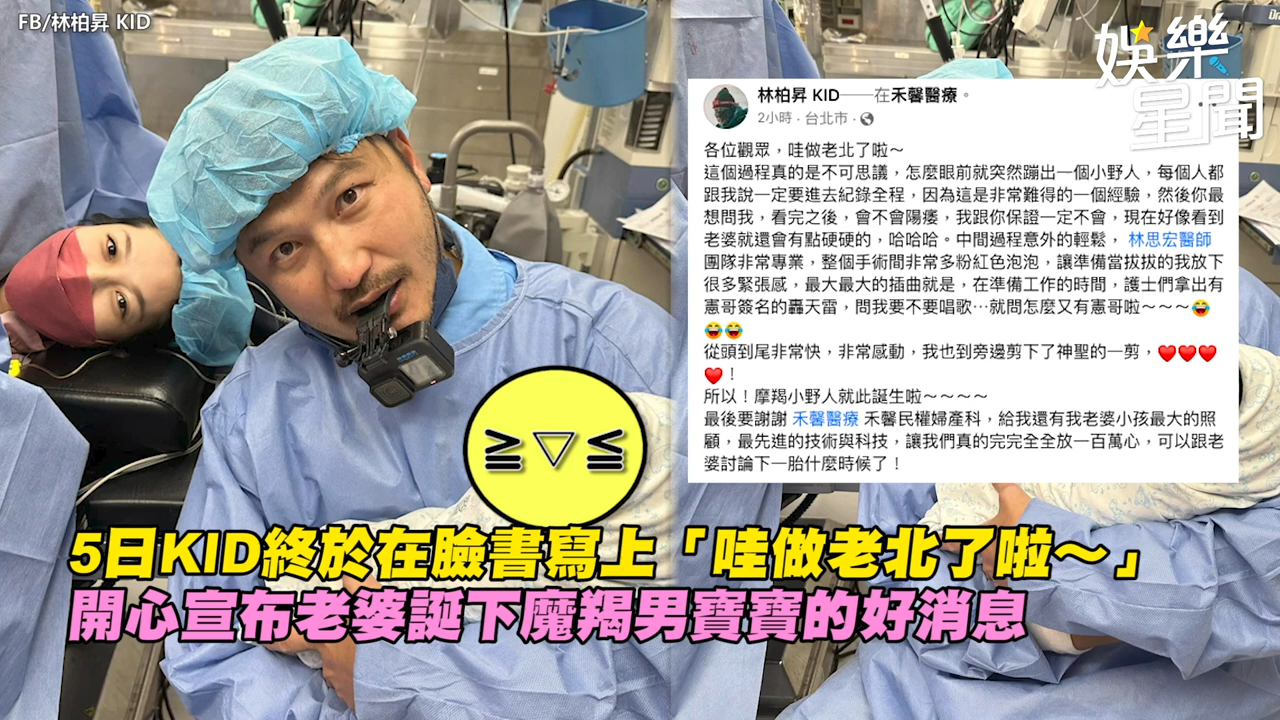 FB/林柏昇 KID
娛樂
星聞
林柏昇 KID——在禾馨醫療。
2小時 · 台北市 ·
各位觀眾，哇做老北了啦～
這個過程真的是不可思議，怎麼眼前就突然蹦出一個小野人，每個人都
跟我說一定要進去紀錄全程，因為這是非常難得的一個經驗，然後你最
想問我，看完之後，會不會陽痿，我跟你保證一定不會，現在好像看到
老婆就還會有點硬硬的，哈哈哈。中間過程意外的輕鬆， 林思宏醫師
團隊非常專業，整個手術間非常多粉紅色泡泡，讓準備當拔拔的我放下
很多緊張感，最大最大的插曲就是，在準備工作的時間，護士們拿出有
憲哥簽名的轟天雷，問我要不要唱歌⋯就問怎麼又有憲哥啦～～～😂
😂😂
從頭到尾非常快，非常感動，我也到旁邊剪下了神聖的一剪，❤️❤️❤️
❤️！
所以！摩羯小野人就此誕生啦～～～～
最後要謝謝 禾馨醫療 禾馨民權婦產科，給我還有我老婆小孩最大的照
顧，最先進的技術與科技，讓我們真的完完全全放一百萬心，可以跟老
婆討論下一胎什麼時候了！
≧▽≦
5日KID終於在臉書寫上「哇做老北了啦～」
開心宣布老婆誕下魔羯男寶寶的好消息